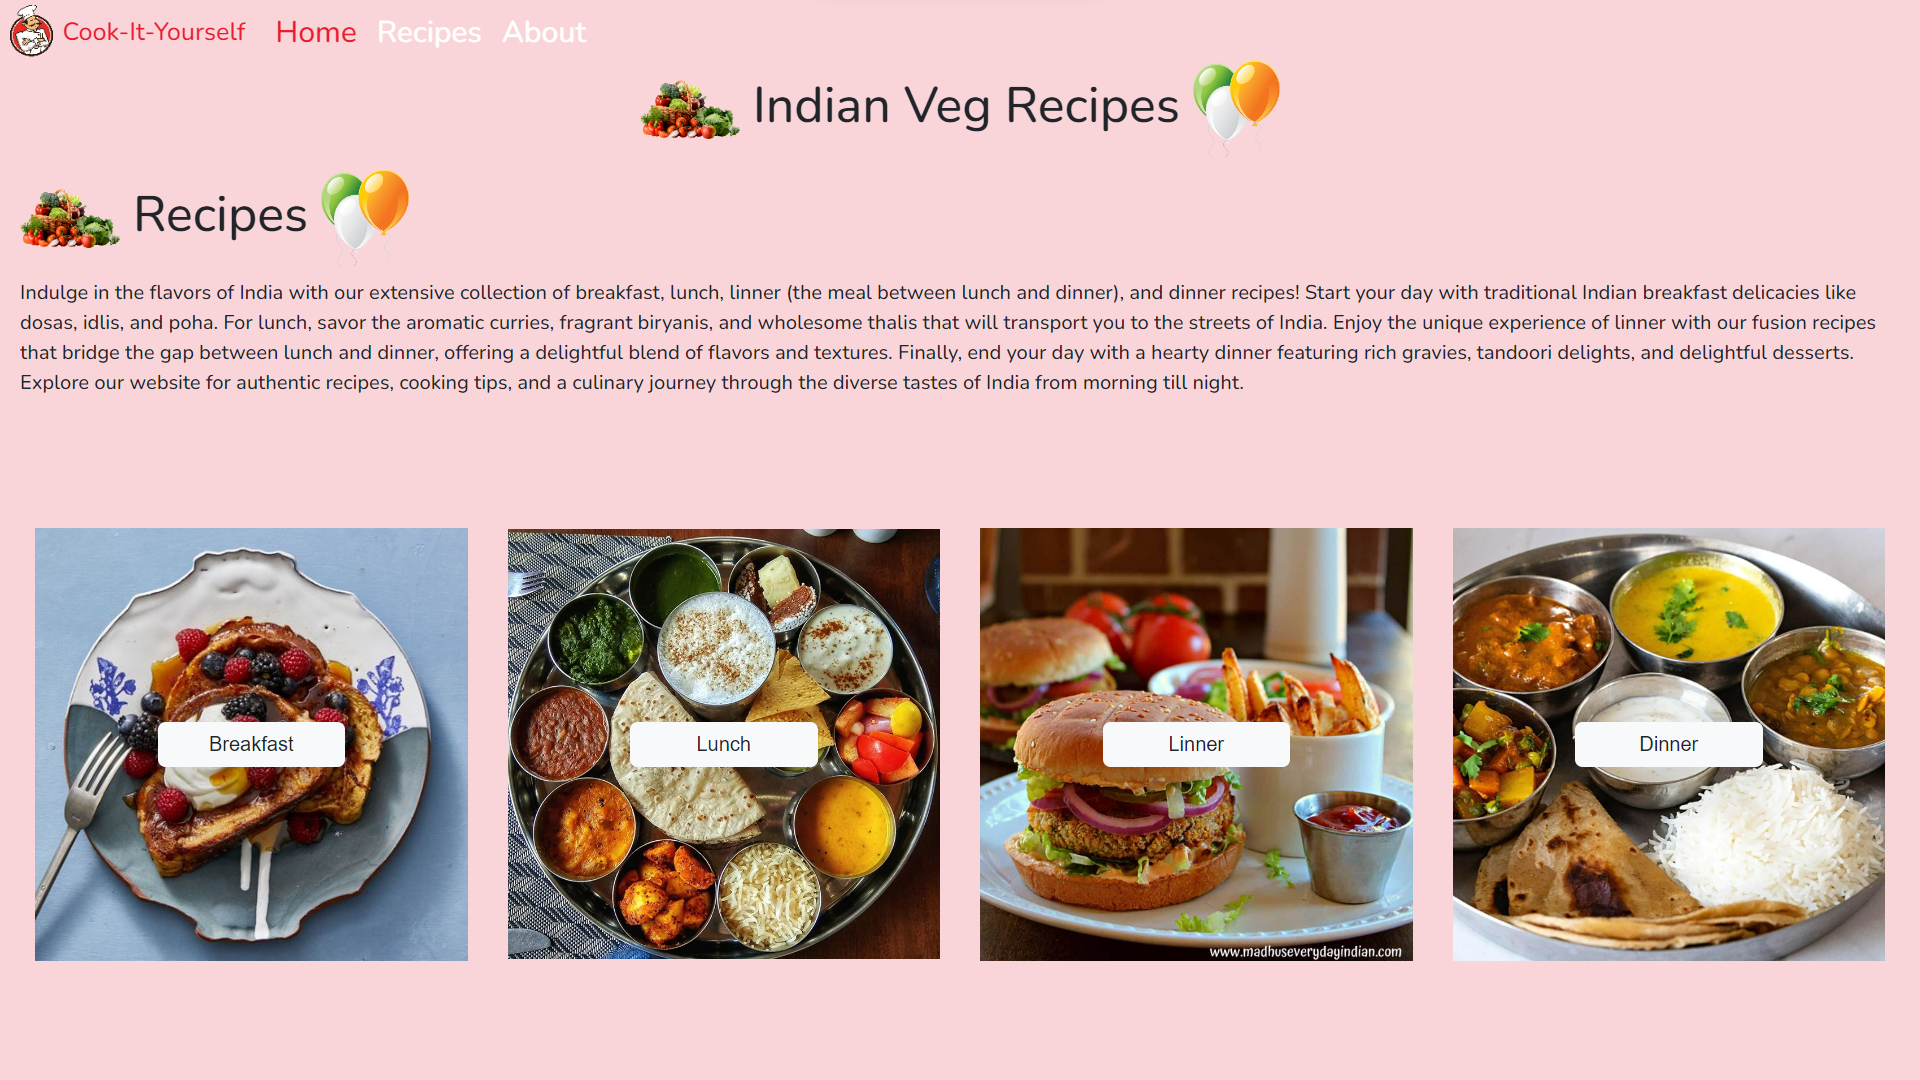 Cook-It-Yourself Home Recipes About
Indian Veg Recipes
Recipes
Indulge in the flavors of India with our extensive collection of breakfast, lunch, linner (the meal between lunch and dinner), and dinner recipes! Start your day with traditional Indian breakfast delicacies like
dosas, idlis, and poha. For lunch, savor the aromatic curries, fragrant biryanis, and wholesome thalis that will transport you to the streets of India. Enjoy the unique experience of linner with our fusion recipes
that bridge the gap between lunch and dinner, offering a delightful blend of flavors and textures. Finally, end your day with a hearty dinner featuring rich gravies, tandoori delights, and delightful desserts.
Explore our website for authentic recipes, cooking tips, and a culinary journey through the diverse tastes of India from morning till night.
Breakfast
Lunch
Linner
Dinner
www.madhuseverydayindian.com